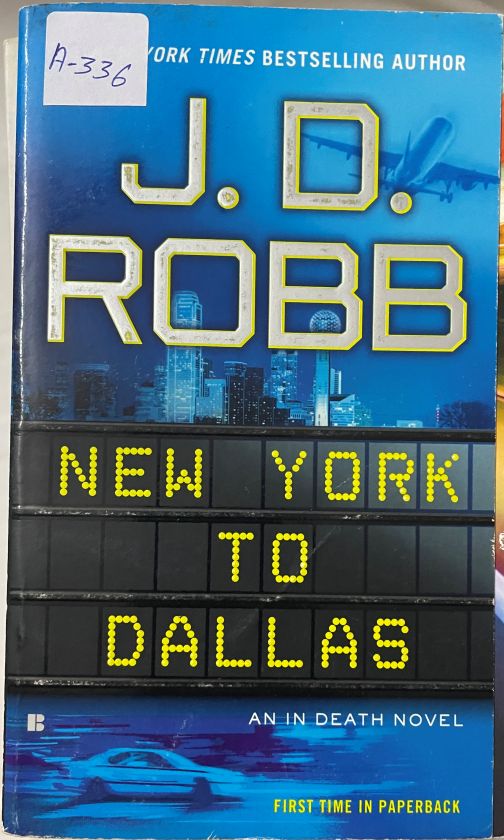 A-336
YORK TIMES BESTSELLING AUTHOR
J. D.
ROBB
NEW YORK
TO
DALLAS
B
AN IN DEATH NOVEL
FIRST TIME IN PAPERBACK